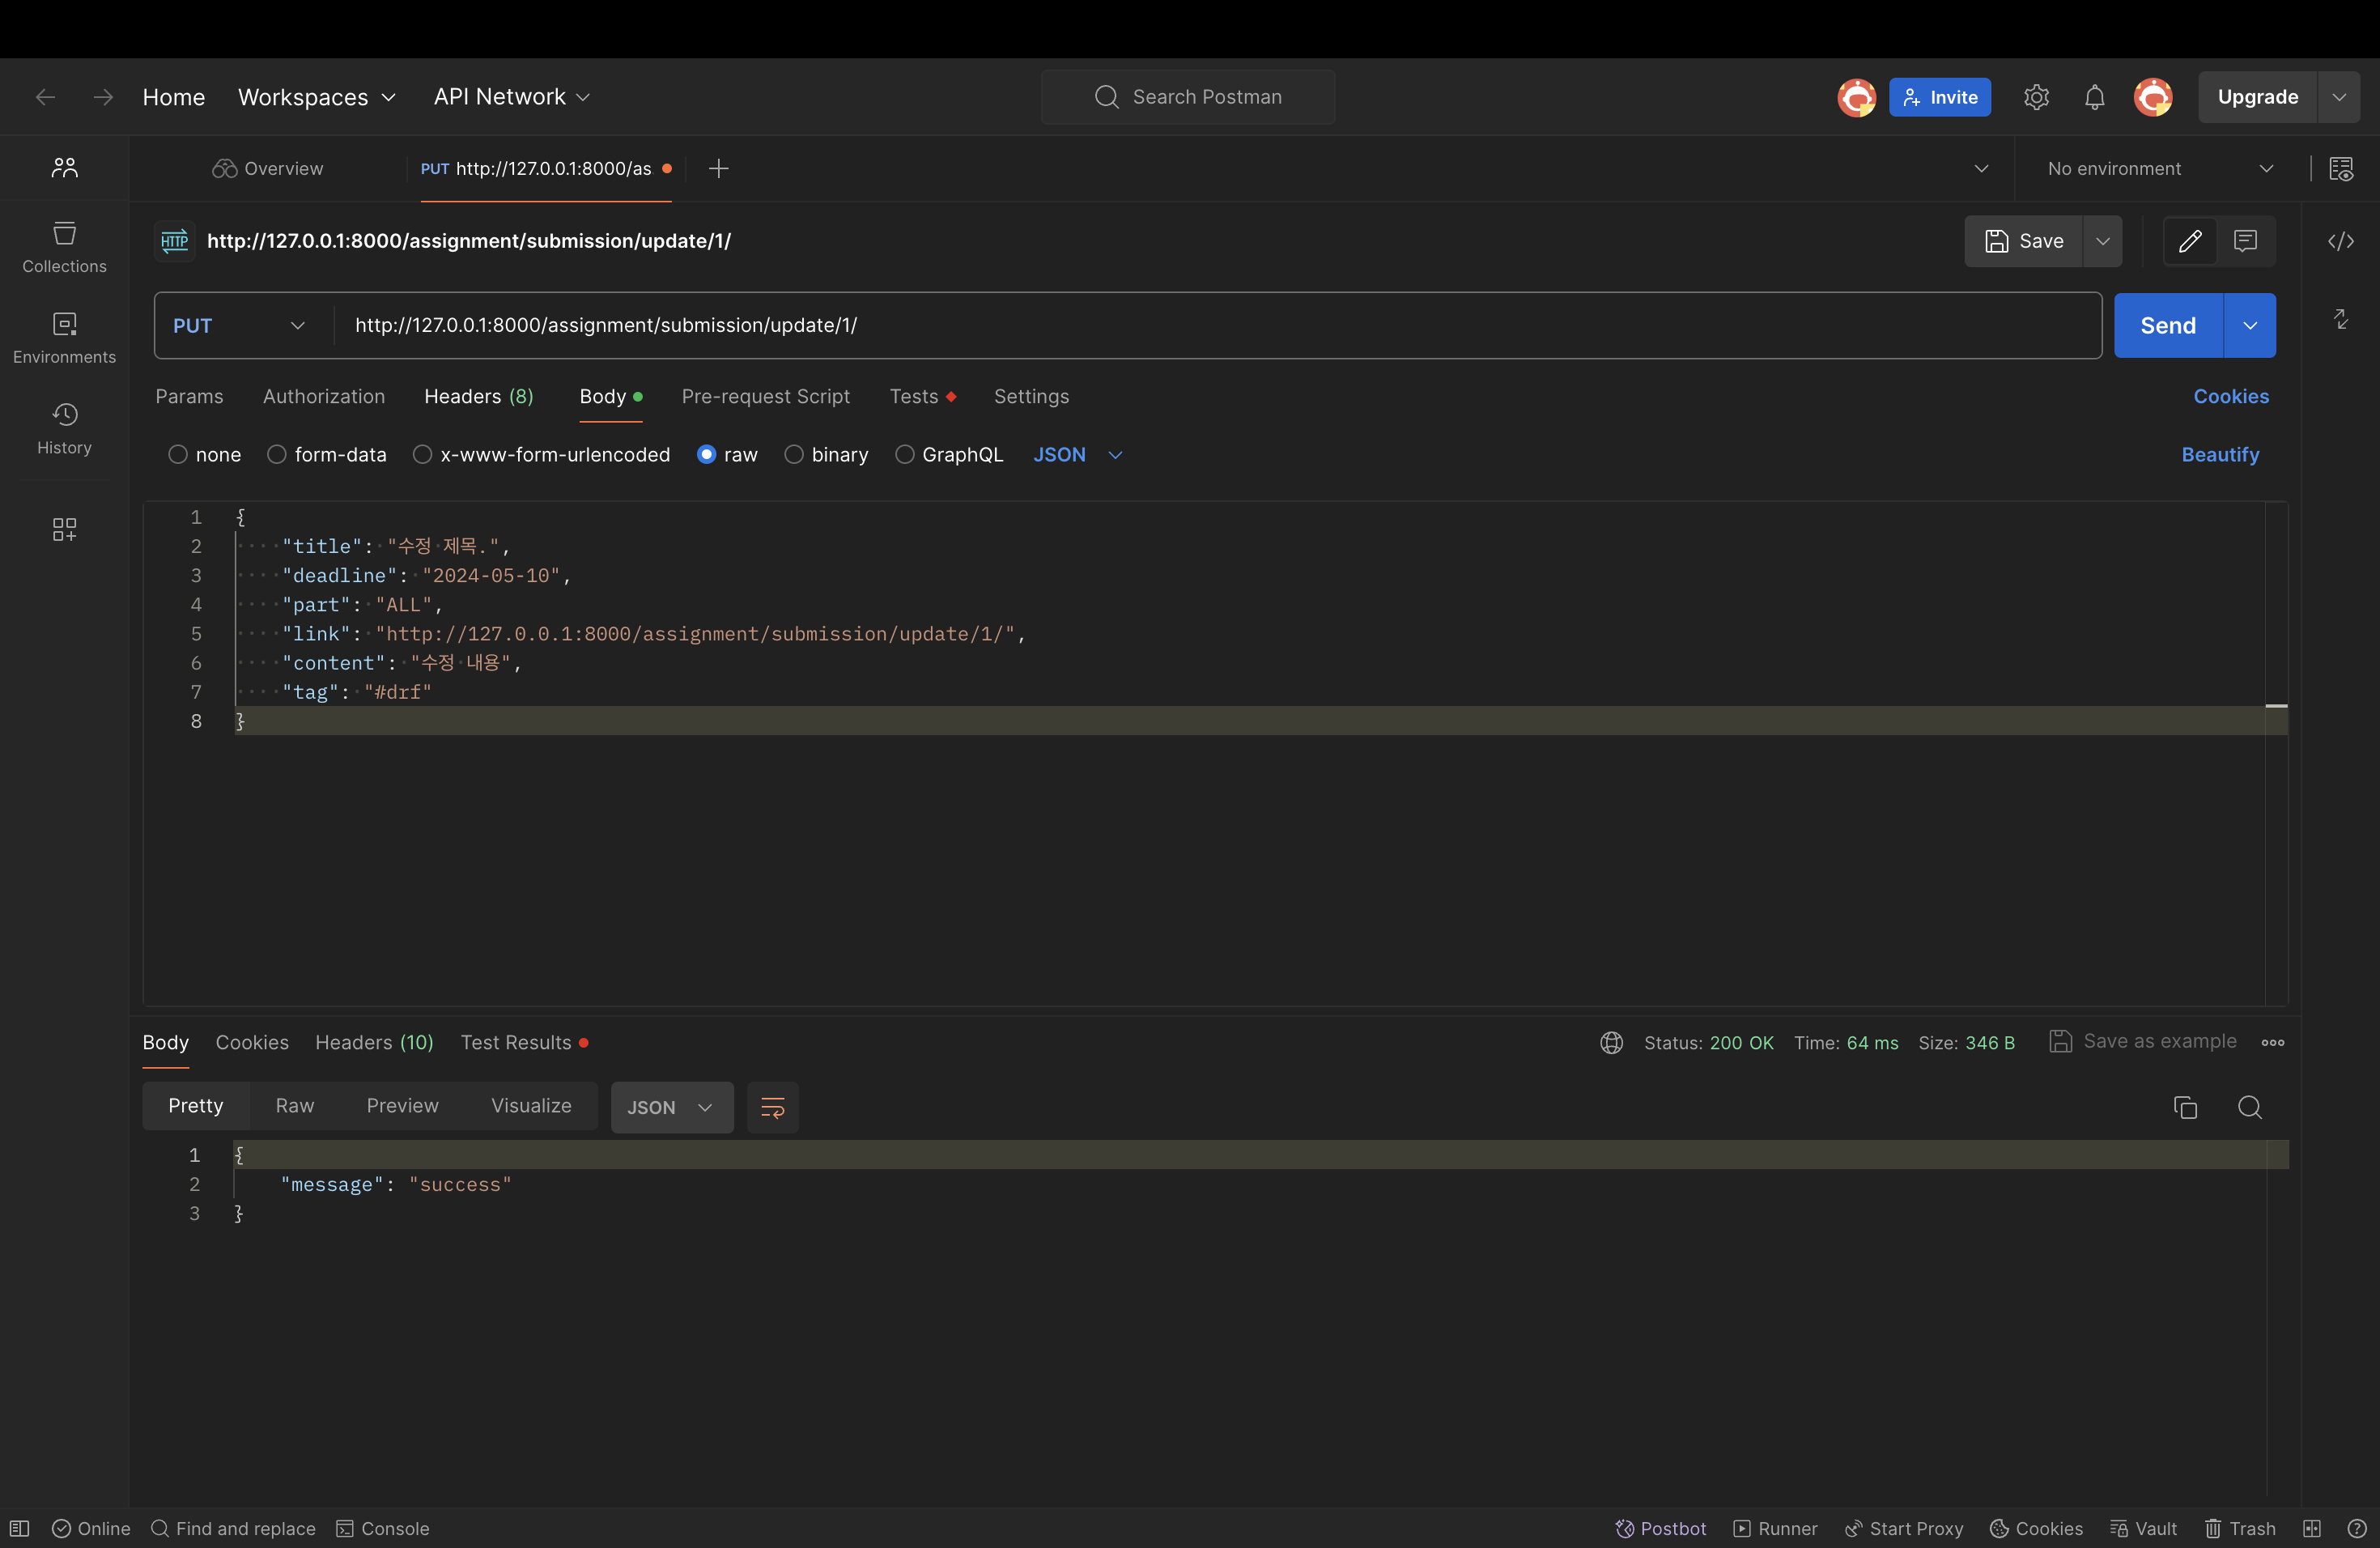 Home Workspaces API Network Search Postman Invite Upgrade
Overview PUT http://127.0.0.1:8000/as No environment
HTTP http://127.0.0.1:8000/assignment/submission/update/1/ Save
Collections
PUT http://127.0.0.1:8000/assignment/submission/update/1/ Send
Environments
Params Authorization Headers (8) Body Pre-request Script Tests Settings Cookies
History
none form-data x-www-form-urlencoded raw binary GraphQL JSON Beautify
1 {
2 "title": "수정 제목.",
3 "deadline": "2024-05-10",
4 "part": "ALL",
5 "link": "http://127.0.0.1:8000/assignment/submission/update/1/",
6 "content": "수정 내용",
7 "tag": "#drf"
8 }
Body Cookies Headers (10) Test Results Status: 200 OK Time: 64 ms Size: 346 B Save as example
Pretty Raw Preview Visualize JSON
1 {
2 "message": "success"
3 }
Online Find and replace Console Postbot Runner Start Proxy Cookies Vault Trash